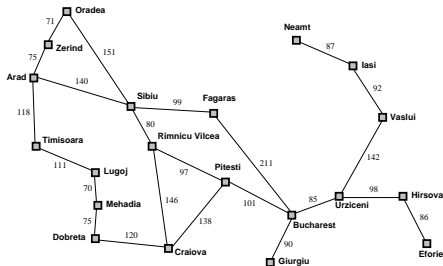 Oradea
Neamt
71
Zerind
87
151
Iasi
75
Arad
140
92
Sibiu
99
Fagaras
118
Vaslui
80
Rimnicu Vilcea
Timisoara
142
111
Pitesti
211
Lugoj
97
70
98
Hirsova
85
146
101
Urziceni
Mehadia
138
86
75
Bucharest
120
Dobreta
90
Craiova
Eforie
Giurgiu